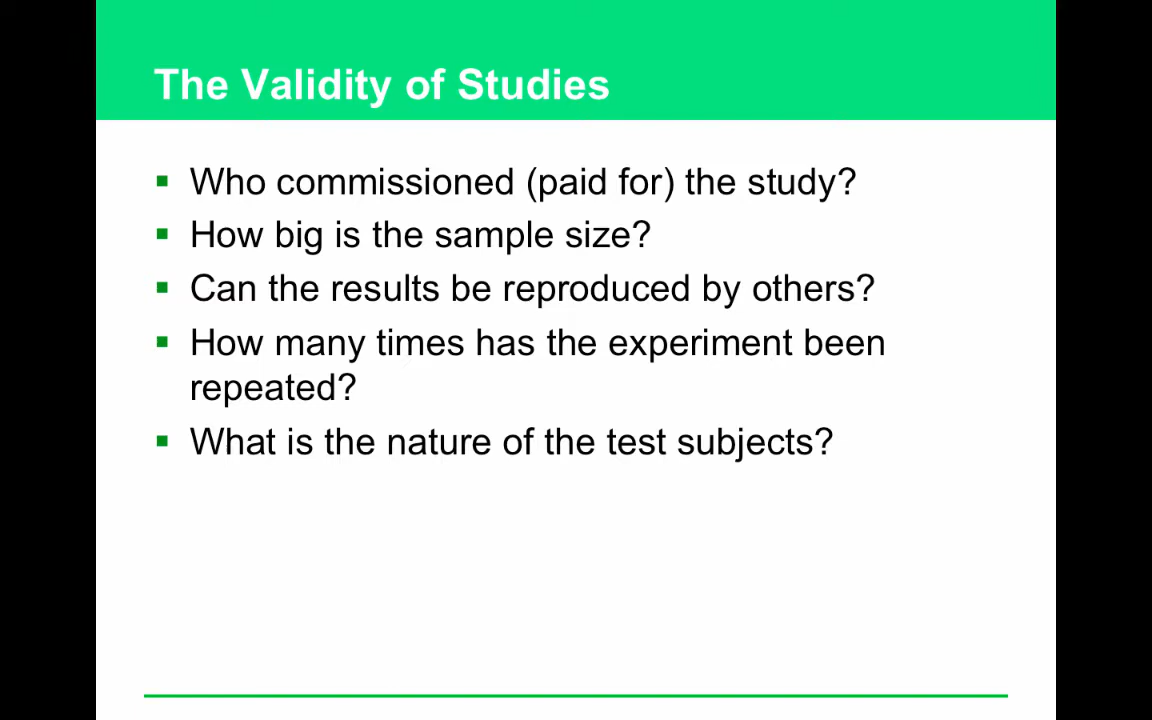 The Validity of Studies
▪ Who commissioned (paid for) the study?
▪ How big is the sample size?
▪ Can the results be reproduced by others?
▪ How many times has the experiment been
repeated?
▪ What is the nature of the test subjects?